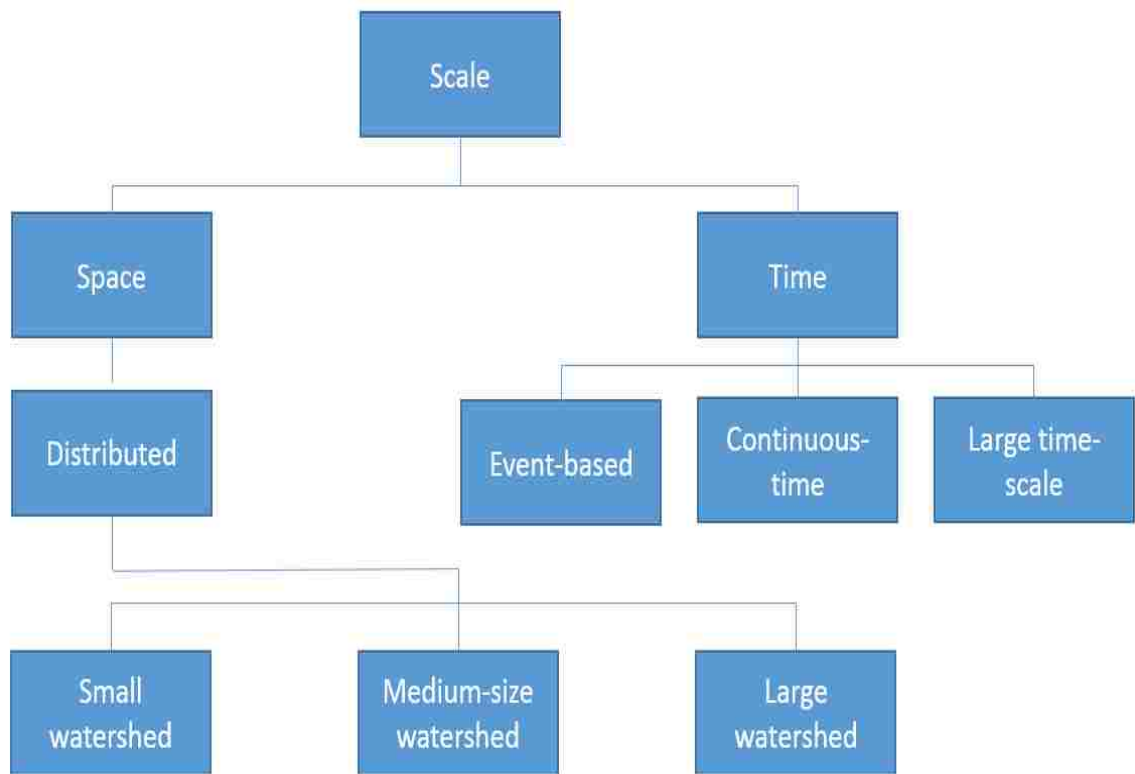 Scale
Space
Time
Distributed
Event-based
Continuous-
time
Large time-
scale
Small
watershed
Medium-size
watershed
Large
watershed